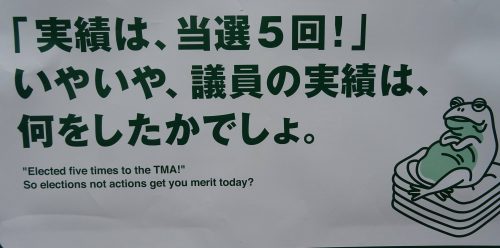 「実績は、当選5回！」
いやいや、議員の実績は、
何をしたかでしょ。
"Elected five times to the TMA!"
So elections not actions get you merit today?